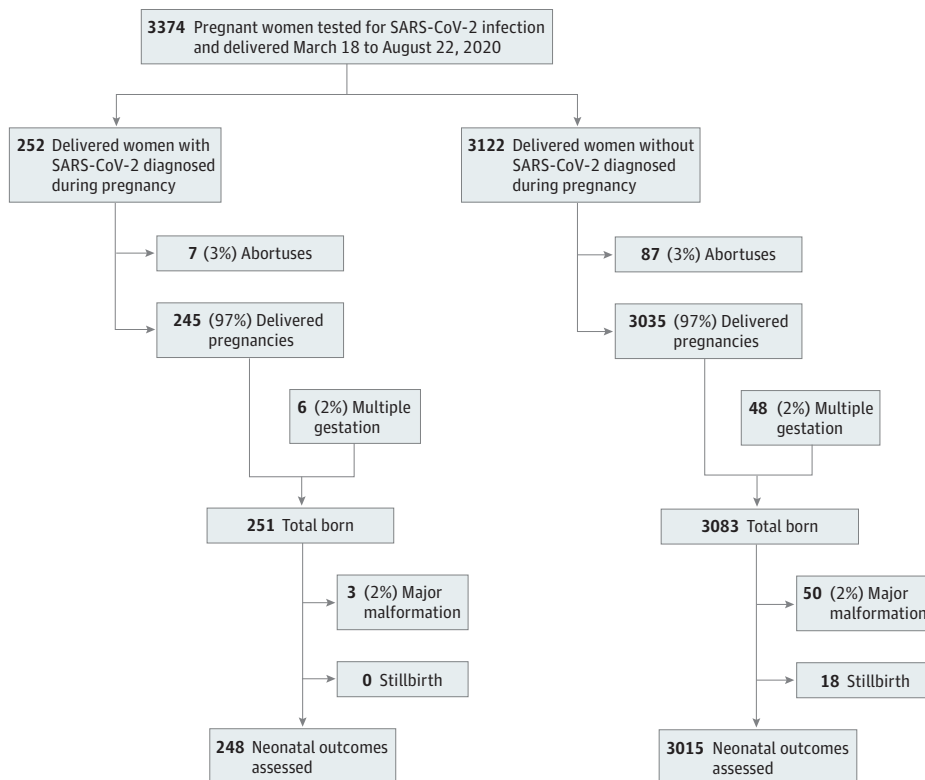 3374 Pregnant women tested for SARS-CoV-2 infection
and delivered March 18 to August 22, 2020
252 Delivered women with
SARS-CoV-2 diagnosed
during pregnancy
3122 Delivered women without
SARS-CoV-2 diagnosed
during pregnancy
7 (3%) Abortuses
87 (3%) Abortuses
245 (97%) Delivered
pregnancies
3035 (97%) Delivered
pregnancies
6 (2%) Multiple
gestation
48 (2%) Multiple
gestation
251 Total born
3083 Total born
3 (2%) Major
malformation
50 (2%) Major
malformation
0 Stillbirth
18 Stillbirth
248 Neonatal outcomes
assessed
3015 Neonatal outcomes
assessed